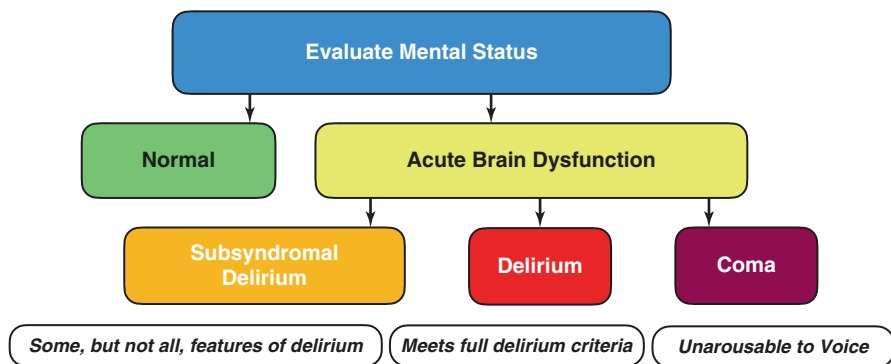 Evaluate Mental Status
Normal
Acute Brain Dysfunction
Subsyndromal
Delirium
Delirium
Coma
Some, but not all, features of delirium
Meets full delirium criteria
Unarousable to Voice